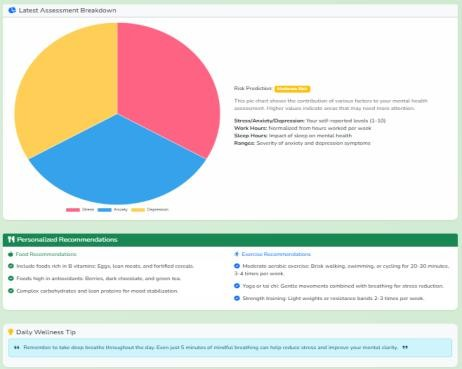 Latest Assessment Breakdown
Risk Prediction: Moderate Risk
This pie chart shows the contribution of various factors to your mental health
assessment. Higher values indicate areas that may need more attention.
Stress/Anxiety/Depression: Your self-reported levels (1-10)
Work Hours: Normalized from hours worked per week
Sleep Hours: Impact of sleep on mental health
Ranges: Severity of anxiety and depression symptoms
Stress Anxiety Depression
Personalized Recommendations
Food Recommendations
Include foods rich in B vitamins: Eggs, lean meats, and fortified cereals.
Foods high in antioxidants: Berries, dark chocolate, and green tea.
Complex carbohydrates and lean proteins for mood stabilization.
Exercise Recommendations
Moderate aerobic exercise: Brisk walking, swimming, or cycling for 20-30 minutes,
3-4 times per week.
Yoga or tai chi: Gentle movements combined with breathing for stress reduction.
Strength training: Light weights or resistance bands 2-3 times per week.
Daily Wellness Tip
❝ Remember to take deep breaths throughout the day. Even just 5 minutes of mindful breathing can help reduce stress and improve your mental clarity. ❞